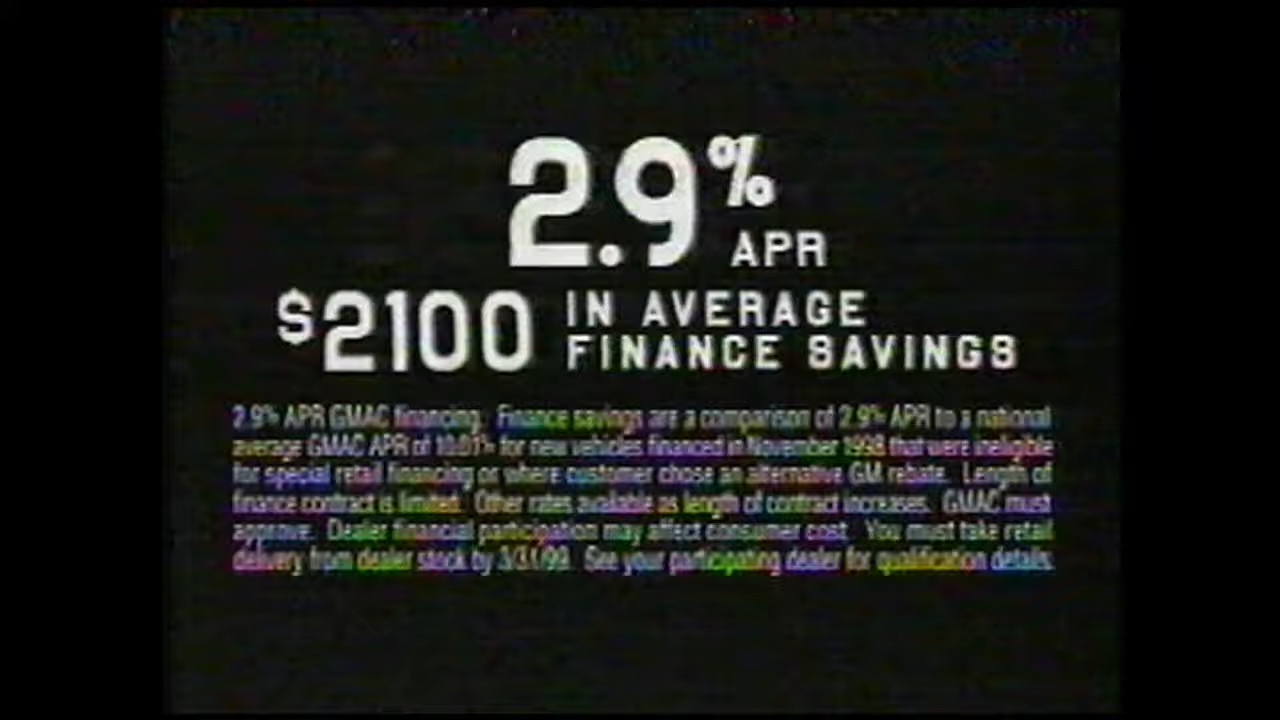 2.9% APR
$2100 IN AVERAGE
FINANCE SAVINGS
2.9% APR GMAC financing. Finance savings are a comparison of 2.9% APR to a national
average GMAC APR of 10.01% for new vehicles financed in November 1998 that were ineligible
for special retail financing or where customer chose an alternative GM rebate. Length of
finance contract is limited. Other rates available as length of contract increases. GMAC must
approve. Dealer financial participation may affect consumer cost. You must take retail
delivery from dealer stock by 3/31/99. See your participating dealer for qualification details.